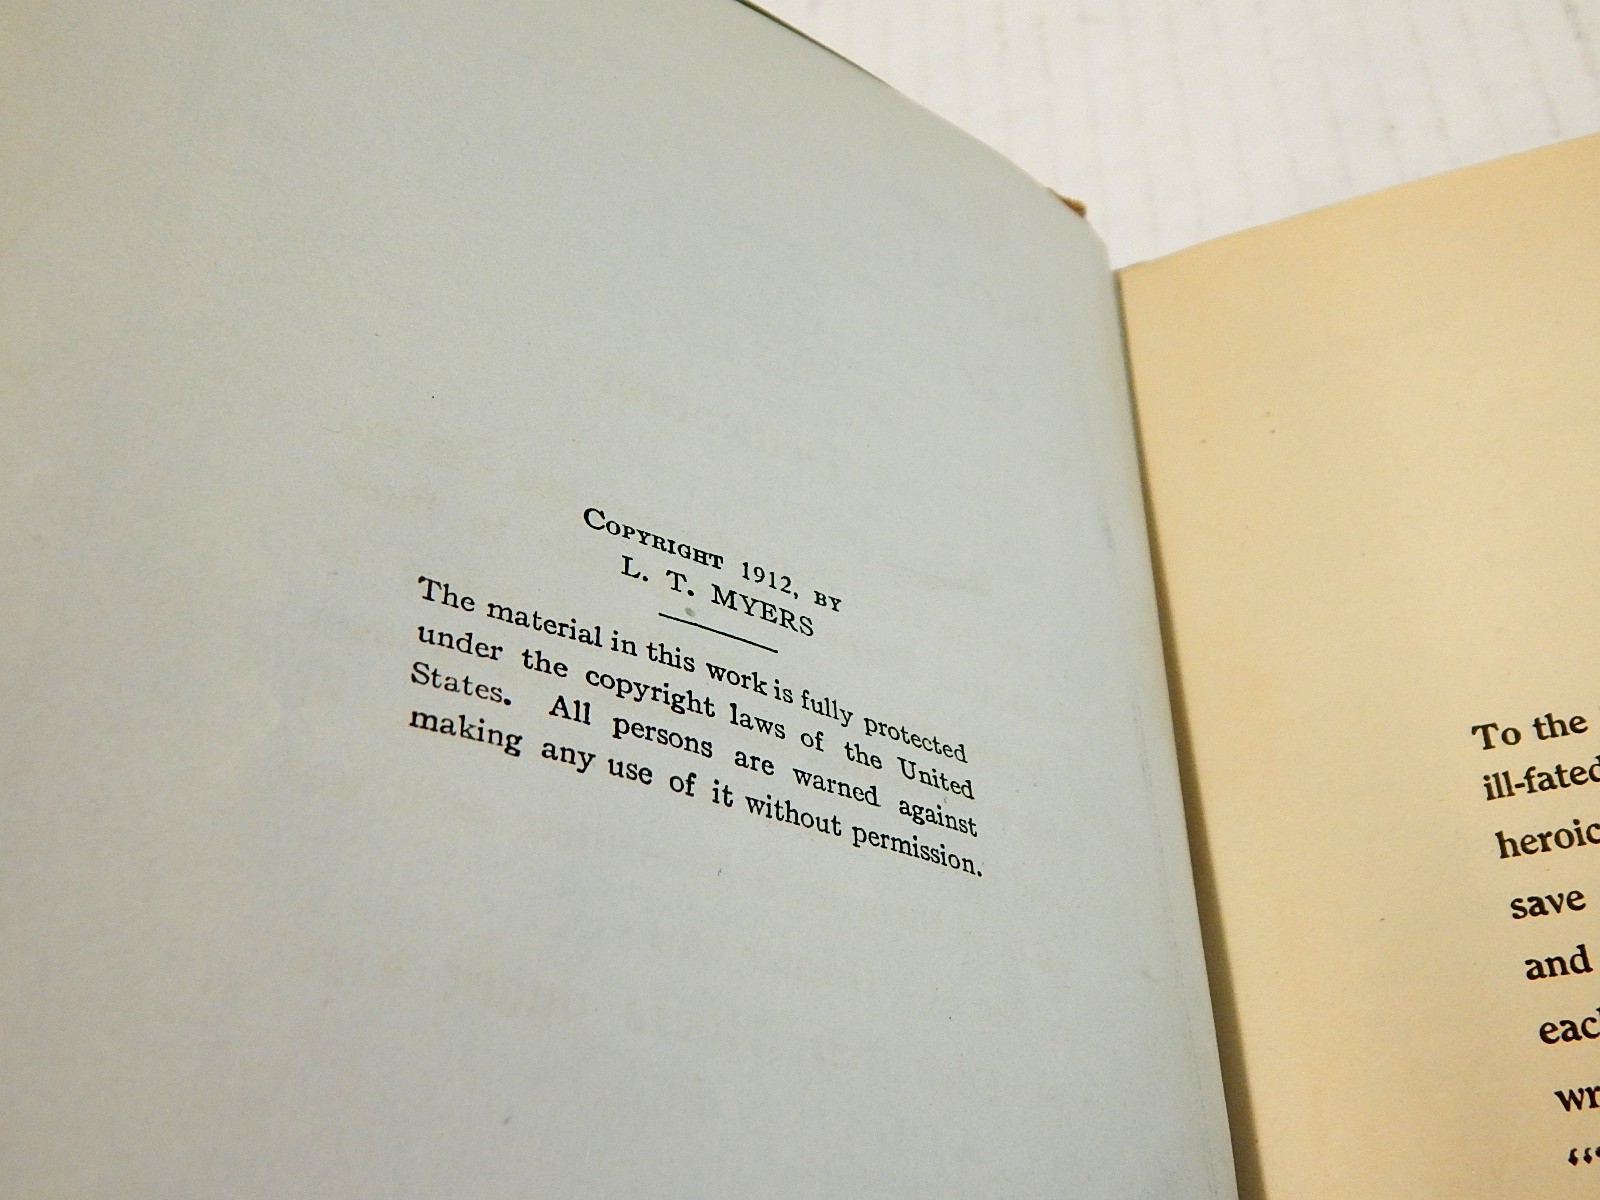 COPYRIGHT 1912, BY
L. T. MYERS
The material in this work is fully protected
under the copyright laws of the United
States. All persons are warned against
making any use of it without permission.
To the
ill-fated
heroic
save
and